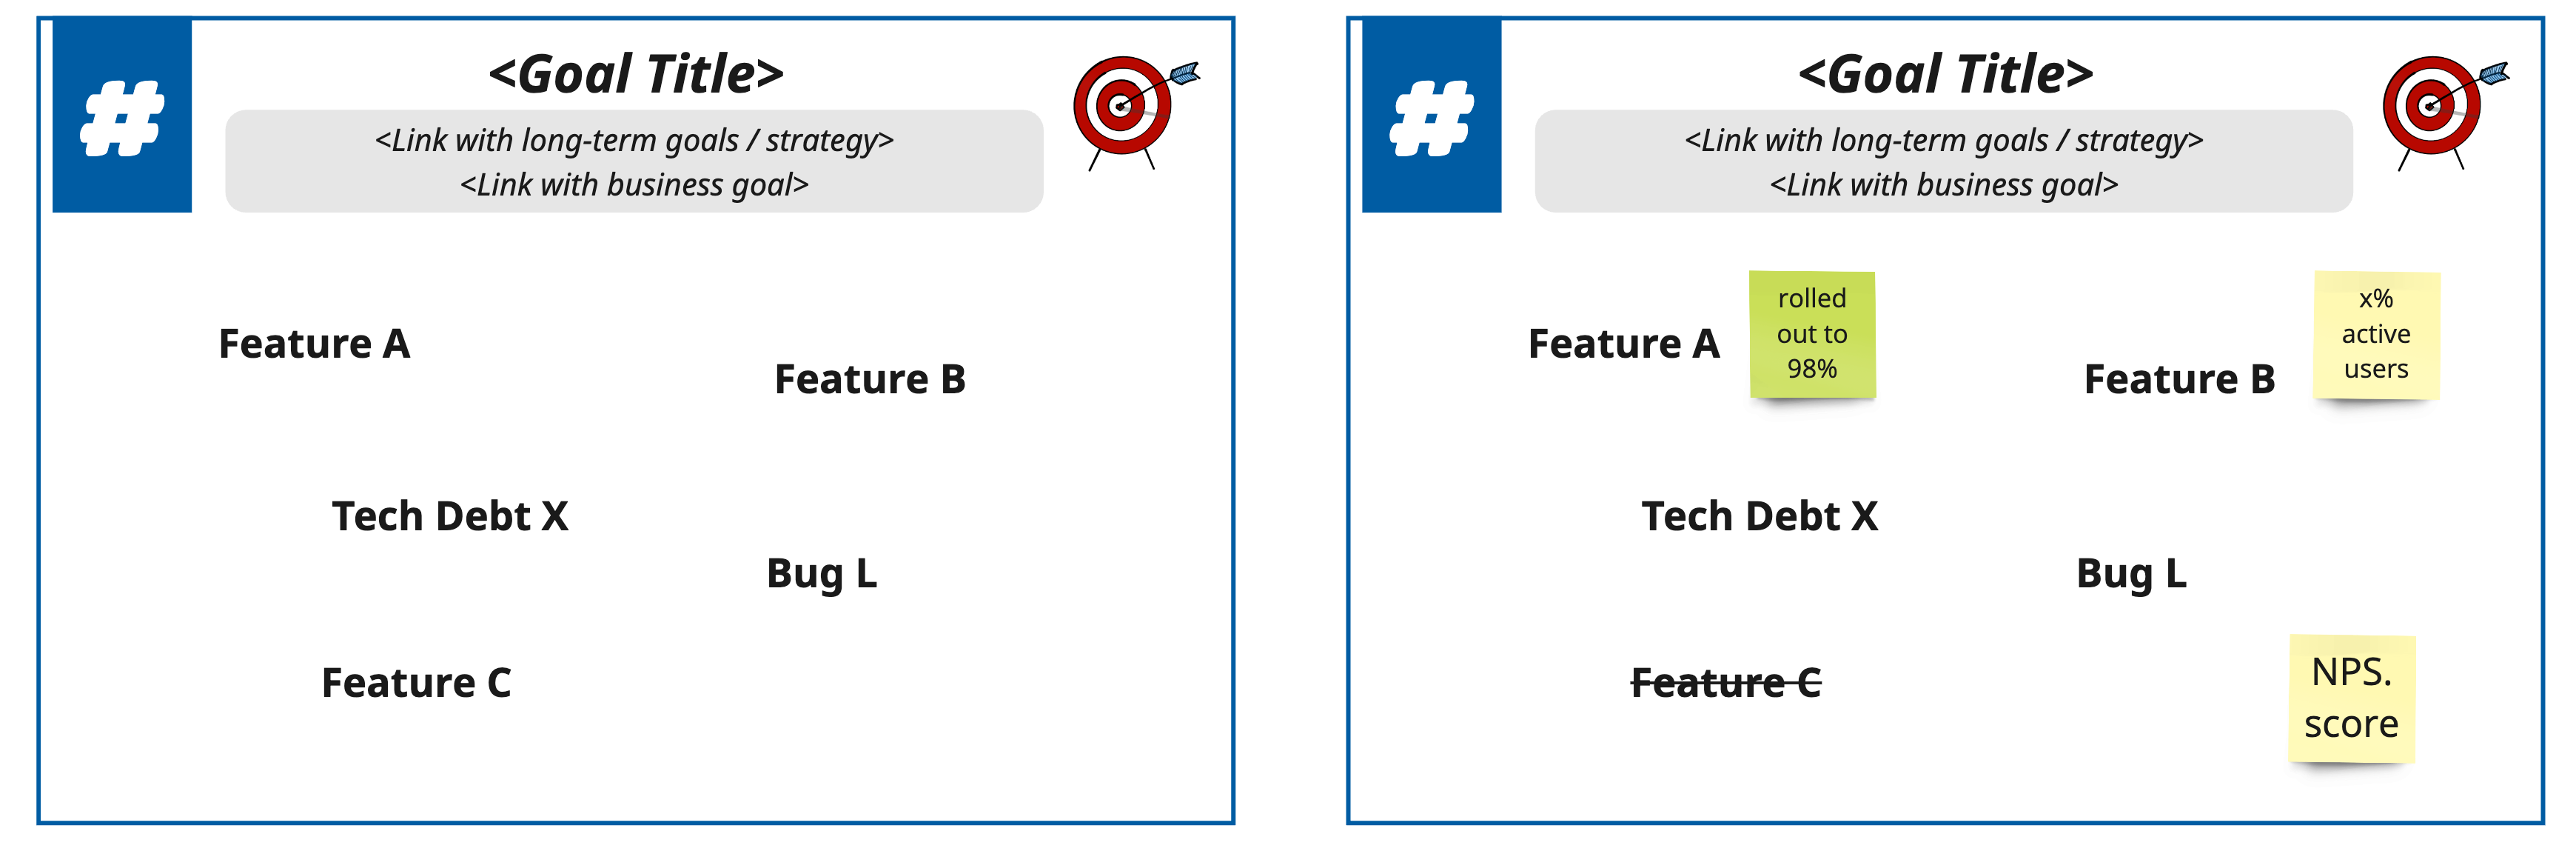 #
<Goal Title>
<Link with long-term goals / strategy>
<Link with business goal>
Feature A
Feature B
Tech Debt X
Bug L
Feature C
#
<Goal Title>
<Link with long-term goals / strategy>
<Link with business goal>
Feature A
rolled
out to
98%
Feature B
x%
active
users
Tech Debt X
Bug L
Feature C
NPS.
score